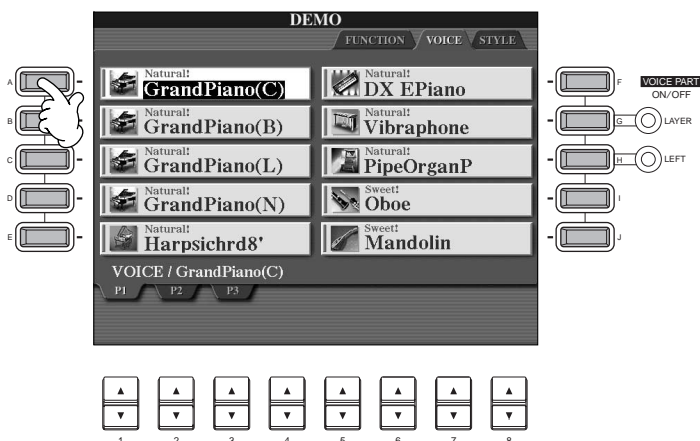 DEMO
FUNCTION VOICE STYLE
A
Natural!
GrandPiano(C)
Natural!
DX EPiano
F
VOICE PART
ON/OFF
B
Natural!
GrandPiano(B)
Natural!
Vibraphone
G
LAYER
C
Natural!
GrandPiano(L)
Natural!
PipeOrganP
H
LEFT
D
Natural!
GrandPiano(N)
Sweet!
Oboe
I
E
Natural!
Harpsichrd8'
Sweet!
Mandolin
J
VOICE / GrandPiano(C)
P1 P2 P3
1 2 3 4 5 6 7 8